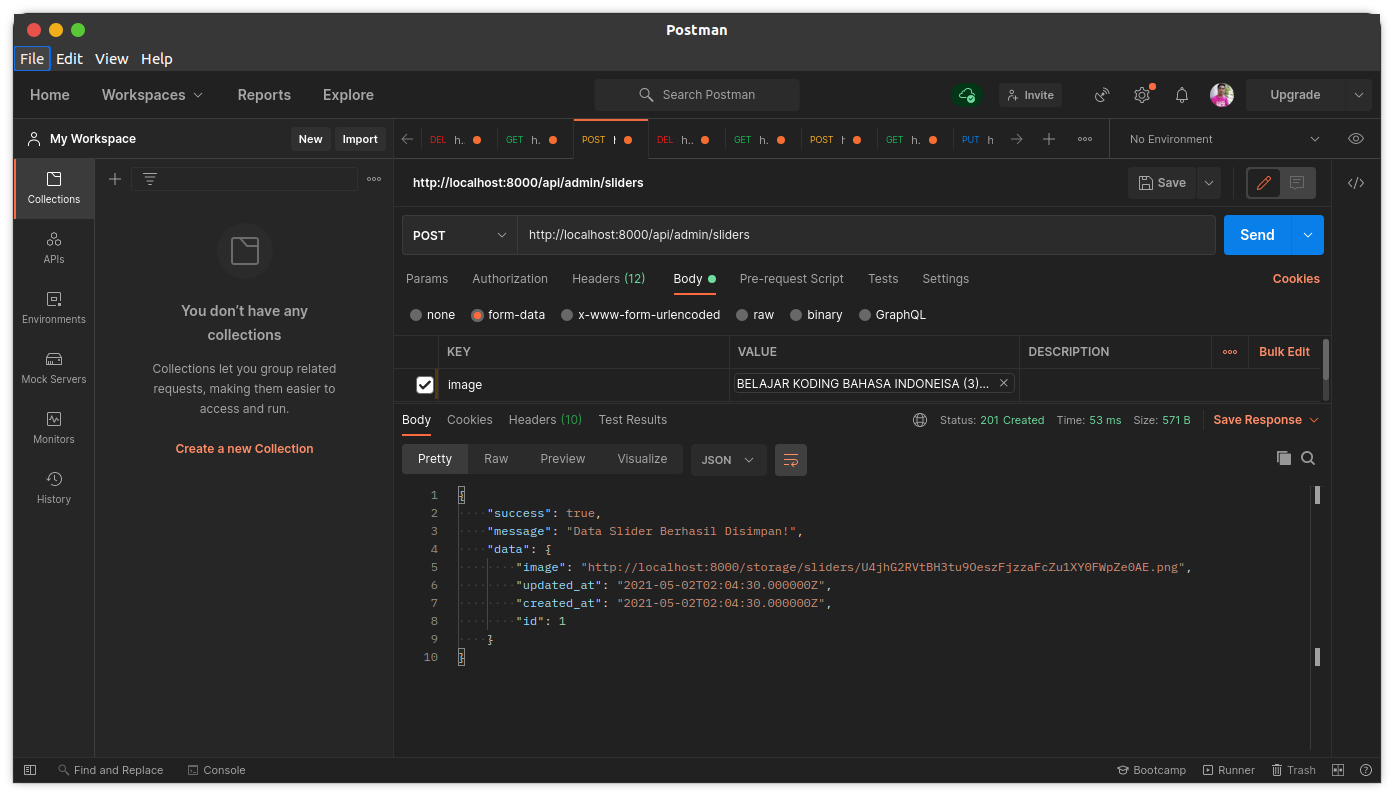 Postman
File Edit View Help
Home Workspaces Reports Explore Search Postman Invite Upgrade
My Workspace New Import DEL h.. GET h. POST h DEL h.. GET h. POST h GET h. PUT h No Environment
http://localhost:8000/api/admin/sliders Save
Collections
APIs
Environments
Mock Servers
Monitors
History
You don't have any
collections
Collections let you group related
requests, making them easier to
access and run.
Create a new Collection
POST http://localhost:8000/api/admin/sliders Send
Params Authorization Headers (12) Body Pre-request Script Tests Settings Cookies
none form-data x-www-form-urlencoded raw binary GraphQL
KEY VALUE DESCRIPTION Bulk Edit
image BELAJAR KODING BAHASA INDONEISA (3)...
Body Cookies Headers (10) Test Results Status: 201 Created Time: 53 ms Size: 571 B Save Response
Pretty Raw Preview Visualize JSON
1 {
2 "success": true,
3 "message": "Data Slider Berhasil Disimpan!",
4 "data": {
5 "image": "http://localhost:8000/storage/sliders/U4jhG2RVtBH3tu9OeszFjzzaFcZu1XY0FWpZe0AE.png",
6 "updated_at": "2021-05-02T02:04:30.000000Z",
7 "created_at": "2021-05-02T02:04:30.000000Z",
8 "id": 1
9 }
10 }
Find and Replace Console Bootcamp Runner Trash